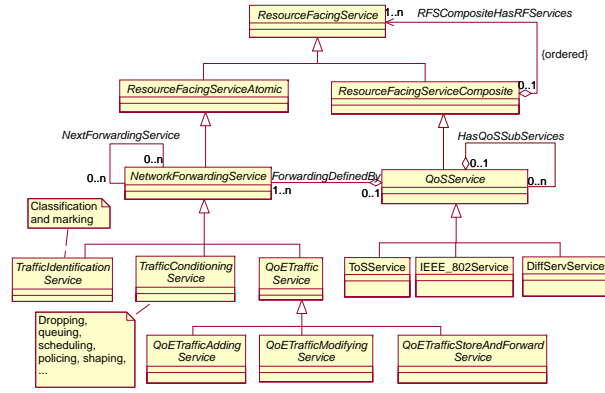 ResourceFacingService
1..n
RFSCompositeHasRFServices
{ordered}
ResourceFacingServiceAtomic
ResourceFacingServiceComposite
0..1
NextForwardingService
0..n
0..n
NetworkForwardingService
1..n
ForwardingDefinedBy
0..1
HasQoSSubServices
0..1
QoSService
0..n
Classification
and marking
TrafficIdentification
Service
TrafficConditioning
Service
QoETraffic
Service
ToSService
IEEE_802Service
DiffServService
Dropping,
queuing,
scheduling,
policing, shaping,
...
QoETrafficAdding
Service
QoETrafficModifying
Service
QoETrafficStoreAndForward
Service